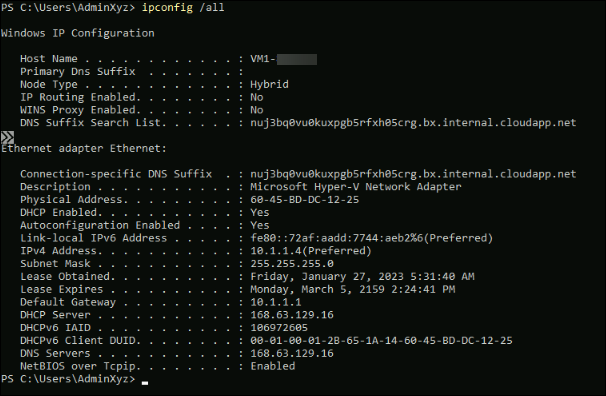 PS C:\Users\AdminXyz> ipconfig /all
Windows IP Configuration
Host Name . . . . . . . . . . . . : VM1-
Primary Dns Suffix . . . . . . . :
Node Type . . . . . . . . . . . . : Hybrid
IP Routing Enabled. . . . . . . . : No
WINS Proxy Enabled. . . . . . . . : No
DNS Suffix Search List. . . . . . : nuj3bq0vu0kuxpgb5rfxh05crg.bx.internal.cloudapp.net
Ethernet adapter Ethernet:
Connection-specific DNS Suffix . : nuj3bq0vu0kuxpgb5rfxh05crg.bx.internal.cloudapp.net
Description . . . . . . . . . . . : Microsoft Hyper-V Network Adapter
Physical Address. . . . . . . . . : 60-45-BD-DC-12-25
DHCP Enabled. . . . . . . . . . . : Yes
Autoconfiguration Enabled . . . . : Yes
Link-local IPv6 Address . . . . . : fe80::72af:aadd:7744:aeb2%6(Preferred)
IPv4 Address. . . . . . . . . . . : 10.1.1.4(Preferred)
Subnet Mask . . . . . . . . . . . : 255.255.255.0
Lease Obtained. . . . . . . . . . : Friday, January 27, 2023 5:31:40 AM
Lease Expires . . . . . . . . . . : Monday, March 5, 2159 2:24:41 PM
Default Gateway . . . . . . . . . : 10.1.1.1
DHCP Server . . . . . . . . . . . : 168.63.129.16
DHCPv6 IAID . . . . . . . . . . . : 106972605
DHCPv6 Client DUID. . . . . . . . : 00-01-00-01-2B-65-1A-14-60-45-BD-DC-12-25
DNS Servers . . . . . . . . . . . : 168.63.129.16
NetBIOS over Tcpip. . . . . . . . : Enabled
PS C:\Users\AdminXyz>